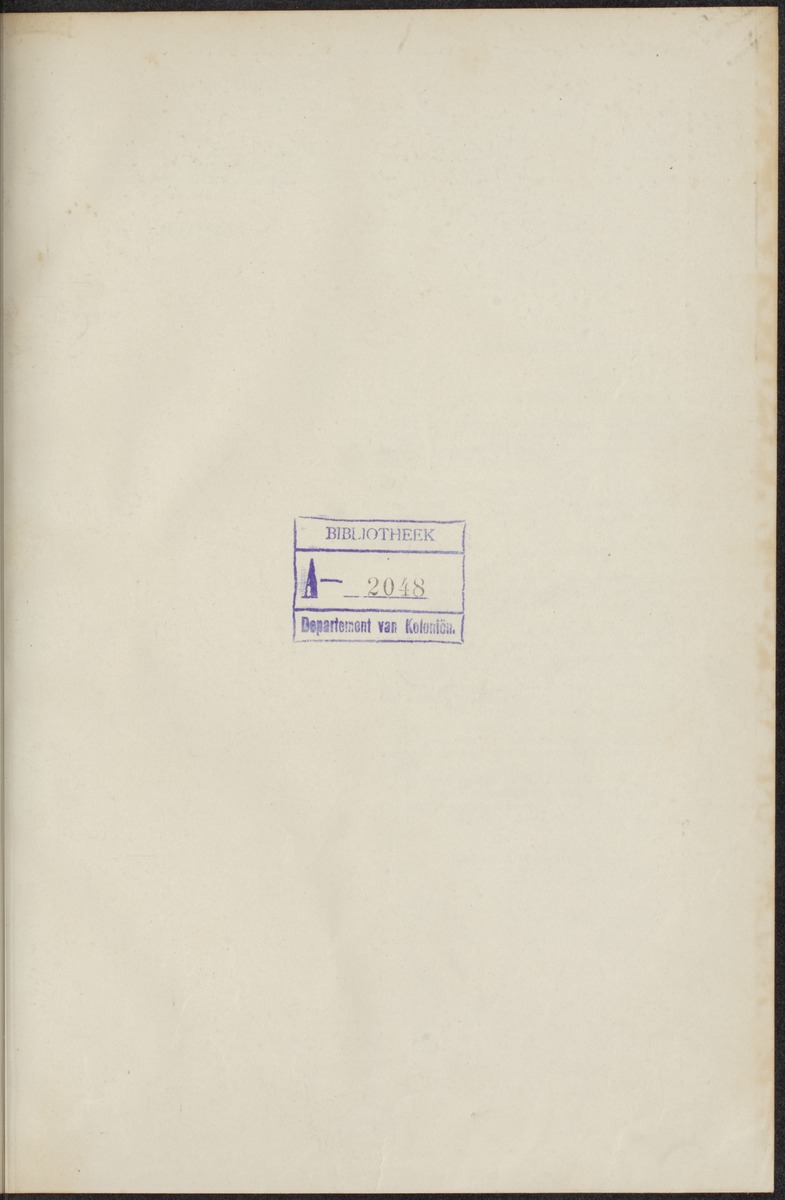 BIBLIOTHEEK
A— 2048
Departement van Koloniën.